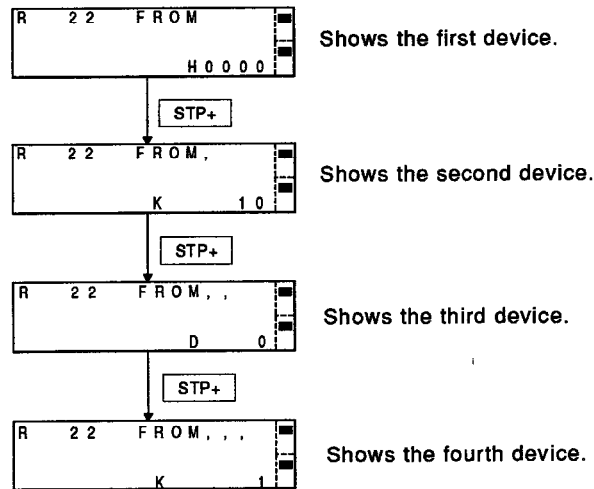 R 22 FROM
H0000
Shows the first device.
STP+
R 22 FROM,
K 10
Shows the second device.
STP+
R 22 FROM,,
D 0
Shows the third device.
STP+
R 22 FROM,,,
K 1
Shows the fourth device.